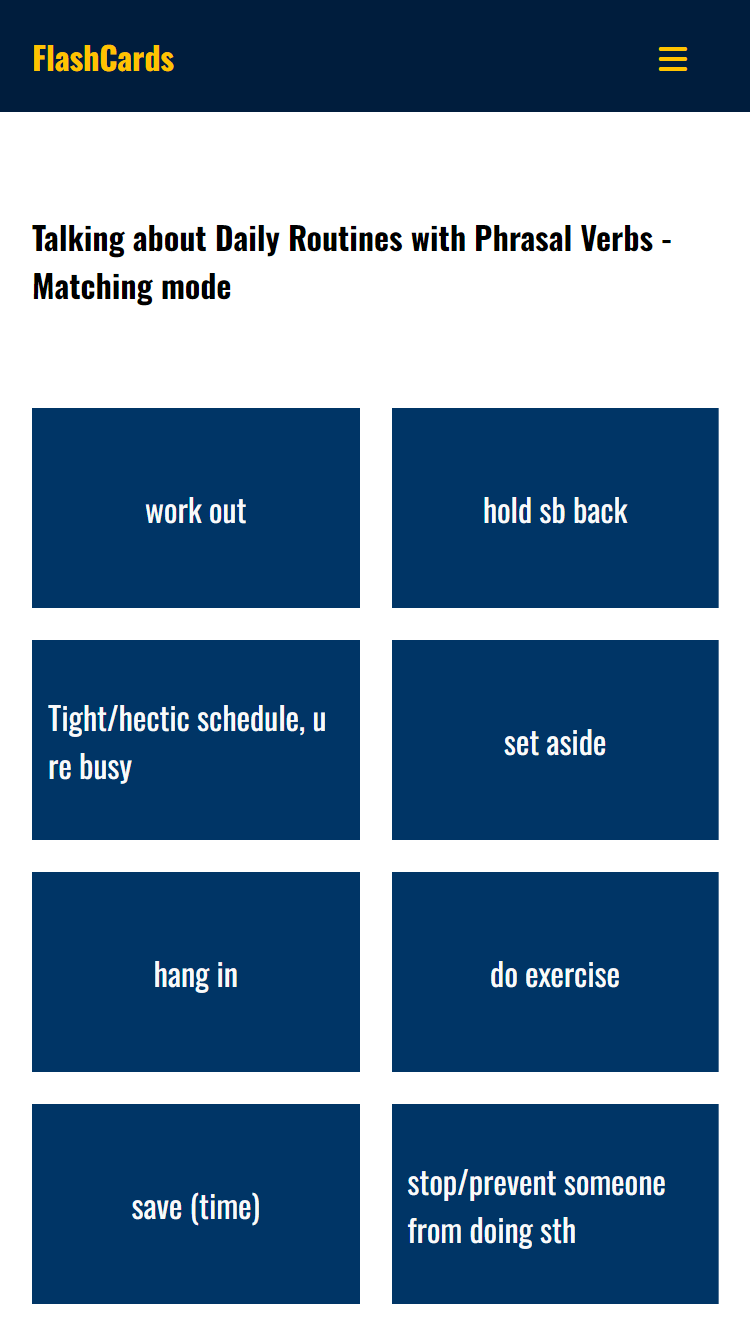 FlashCards
Talking about Daily Routines with Phrasal Verbs -
Matching mode
work out
hold sb back
Tight/hectic schedule, u
re busy
set aside
hang in
do exercise
save (time)
stop/prevent someone
from doing sth